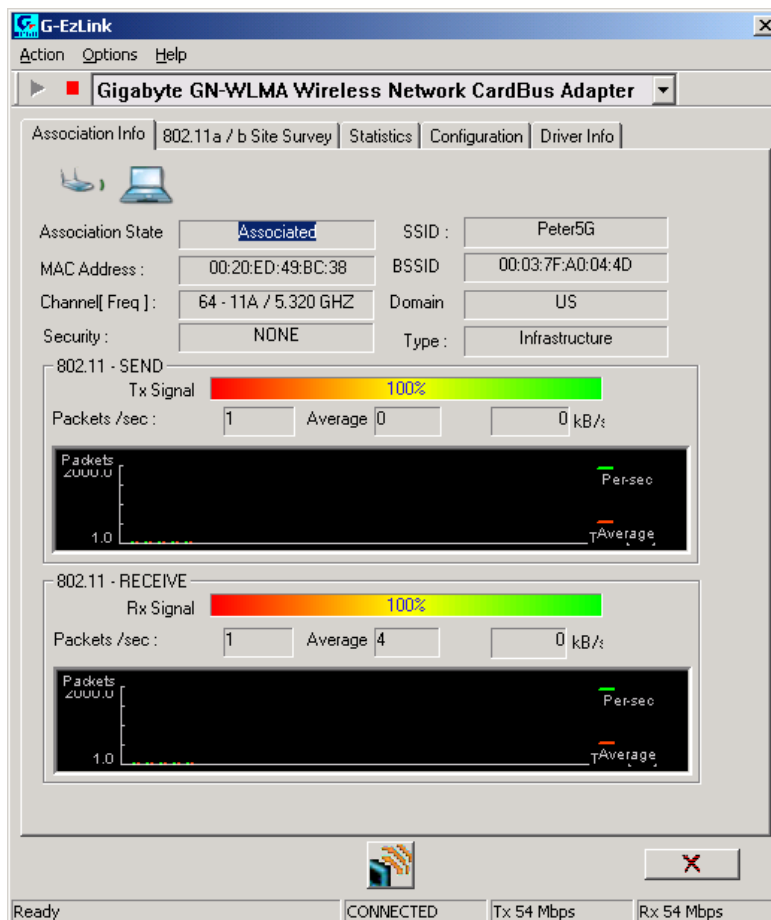 G-EzLink
Action Options Help
Gigabyte GN-WLMA Wireless Network CardBus Adapter
Association Info 802.11a / b Site Survey Statistics Configuration Driver Info
Association State Associated SSID : Peter5G
MAC Address : 00:20:ED:49:BC:38 BSSID 00:03:7F:A0:04:4D
Channel[ Freq ] : 64 - 11A / 5.320 GHZ Domain US
Security : NONE Type : Infrastructure
802.11 - SEND
Tx Signal 100%
Packets /sec : 1 Average 0 0 kB/s
Packets
2000.0
Per-sec
1.0 Average
802.11 - RECEIVE
Rx Signal 100%
Packets /sec : 1 Average 4 0 kB/s
Packets
2000.0
Per-sec
1.0 Average
Ready CONNECTED Tx 54 Mbps Rx 54 Mbps